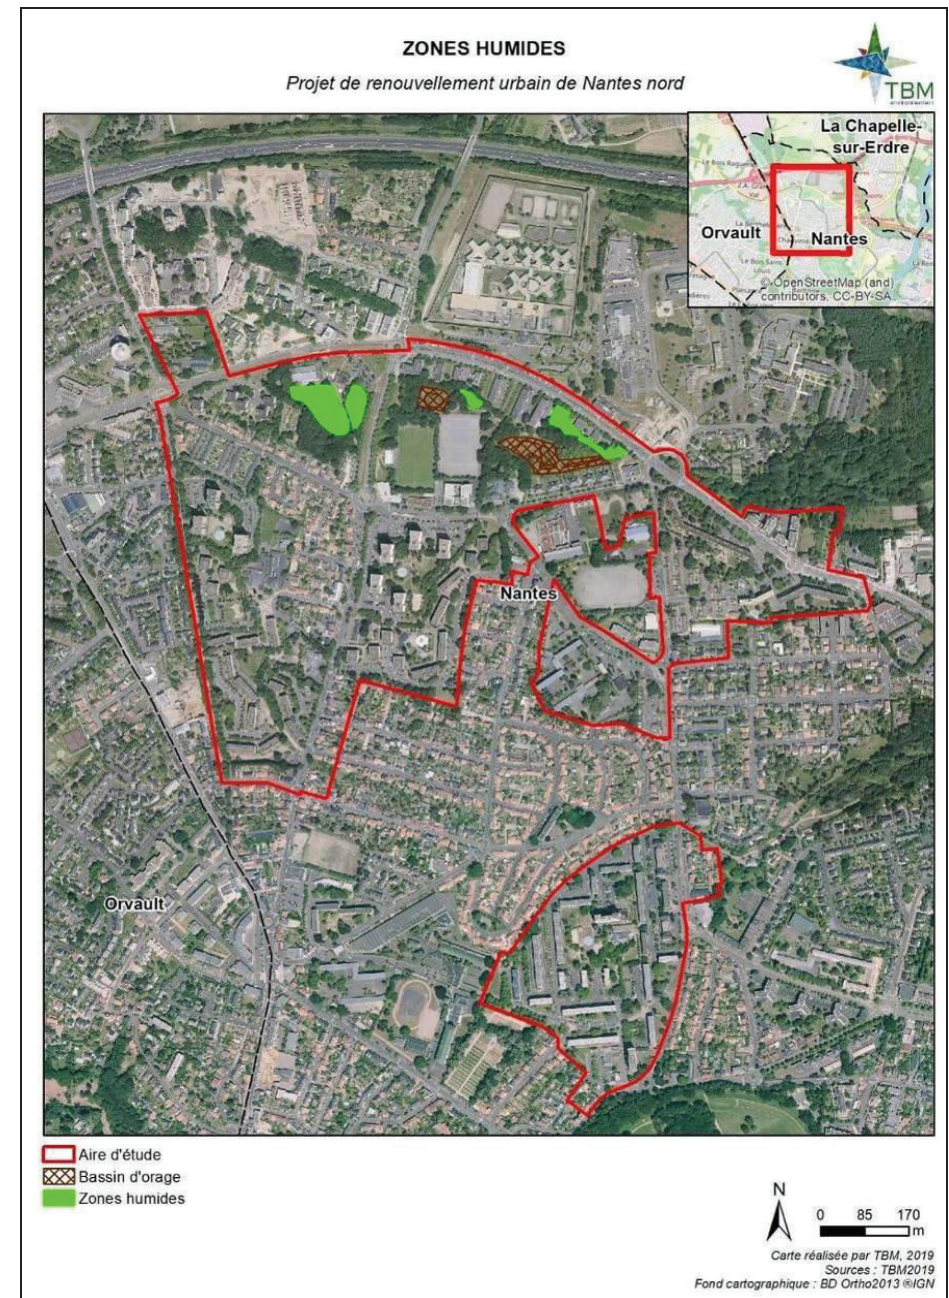 ZONES HUMIDES
Projet de renouvellement urbain de Nantes nord
TBM
environnement
La Chapelle-
sur-Erdre
Orvault
Nantes
© OpenStreetMap (and)
contributors, CC-BY-SA
Nantes
Orvault
Aire d'étude
Bassin d'orage
Zones humides
N
0 85 170
m
Carte réalisée par TBM, 2019
Sources : TBM2019
Fond cartographique : BD Ortho2013 ®IGN